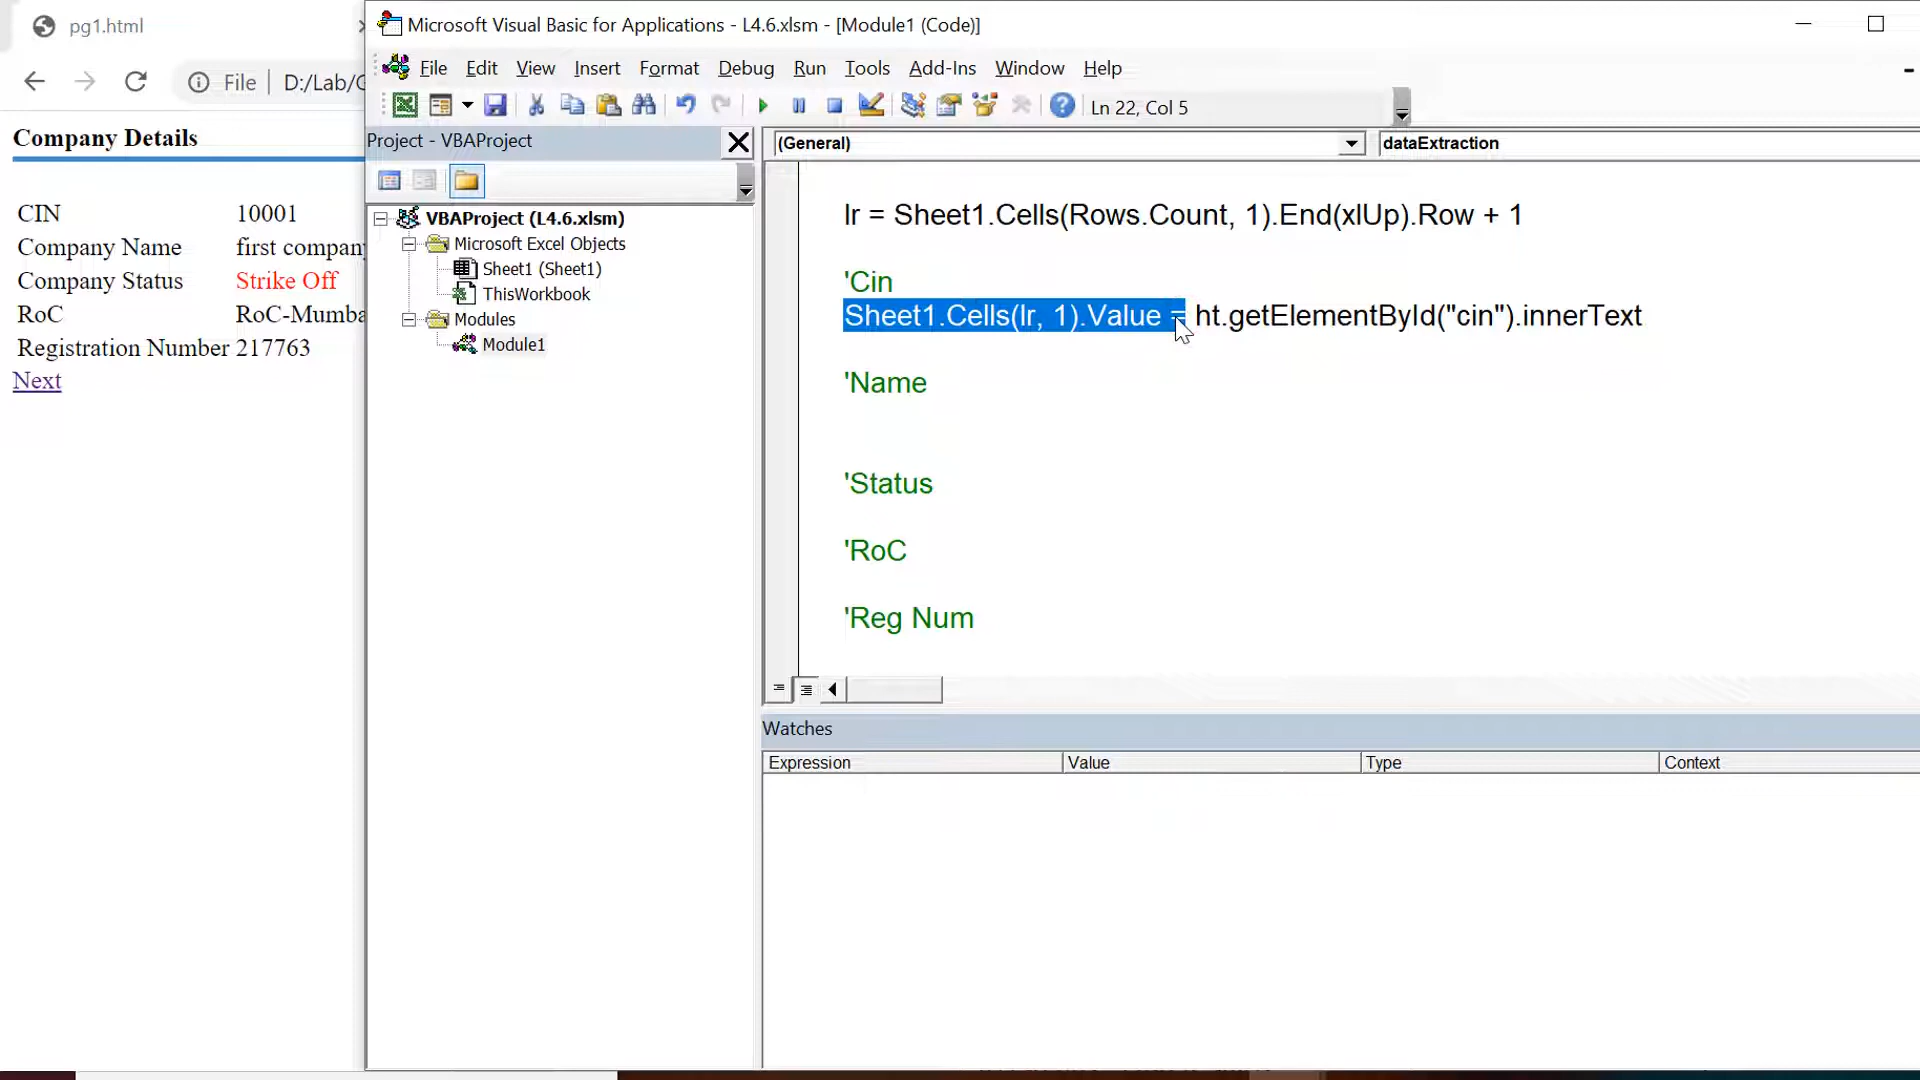 pg1.html
Microsoft Visual Basic for Applications - L4.6.xlsm - [Module1 (Code)]
File Edit View Insert Format Debug Run Tools Add-Ins Window Help
File D:/Lab/
Ln 22, Col 5
Project - VBAProject
(General)
dataExtraction
Company Details
CIN 10001
Company Name first company
Company Status Strike Off
RoC RoC-Mumba
Registration Number 217763
Next
VBAProject (L4.6.xlsm)
Microsoft Excel Objects
Sheet1 (Sheet1)
ThisWorkbook
Modules
Module1
lr = Sheet1.Cells(Rows.Count, 1).End(xlUp).Row + 1
'Cin
Sheet1.Cells(lr, 1).Value = ht.getElementById("cin").innerText
'Name
'Status
'RoC
'Reg Num
Watches
Expression Value Type Context